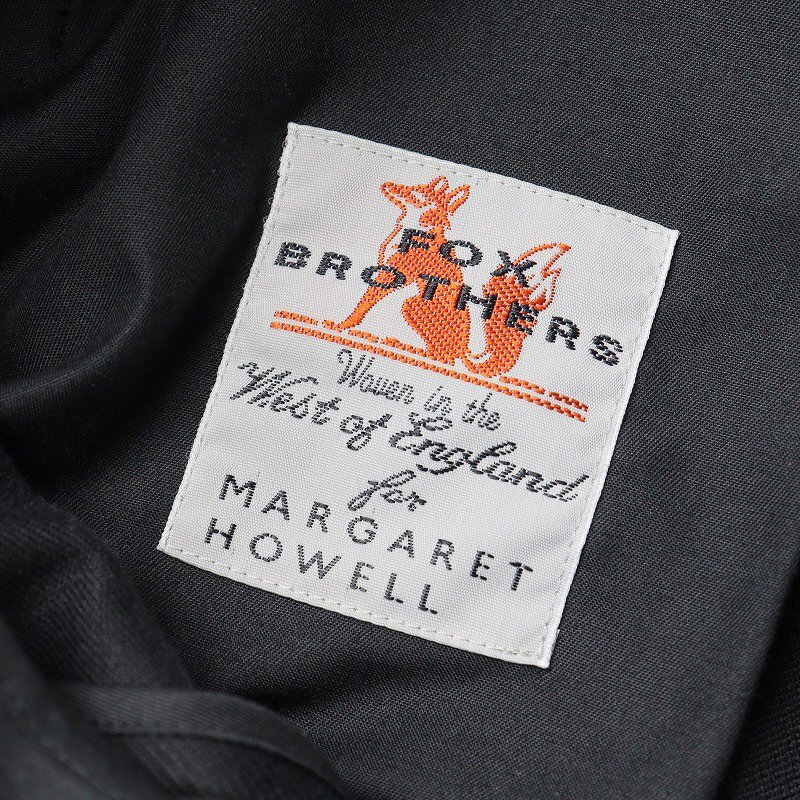 FOX
BROTHERS
Woven in the
West of England
for
MARGARET
HOWELL